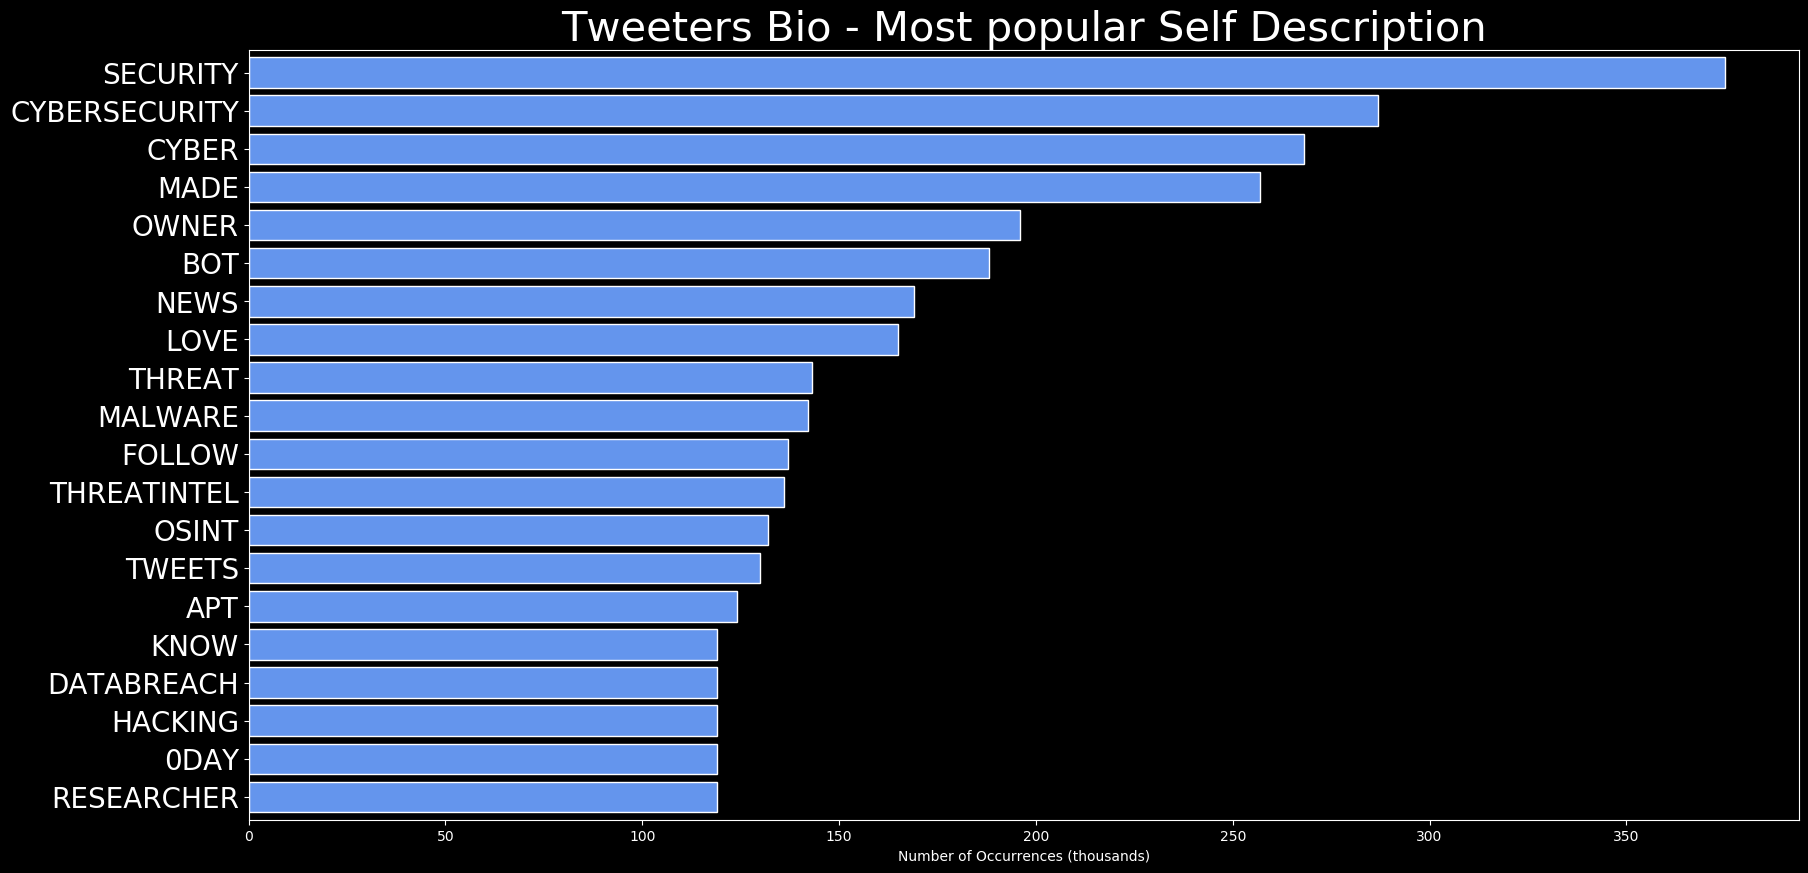 Tweeters Bio - Most popular Self Description
SECURITY
CYBERSECURITY
CYBER
MADE
OWNER
BOT
NEWS
LOVE
THREAT
MALWARE
FOLLOW
THREATINTEL
OSINT
TWEETS
APT
KNOW
DATABREACH
HACKING
0DAY
RESEARCHER
0 50 100 150 200 250 300 350
Number of Occurrences (thousands)